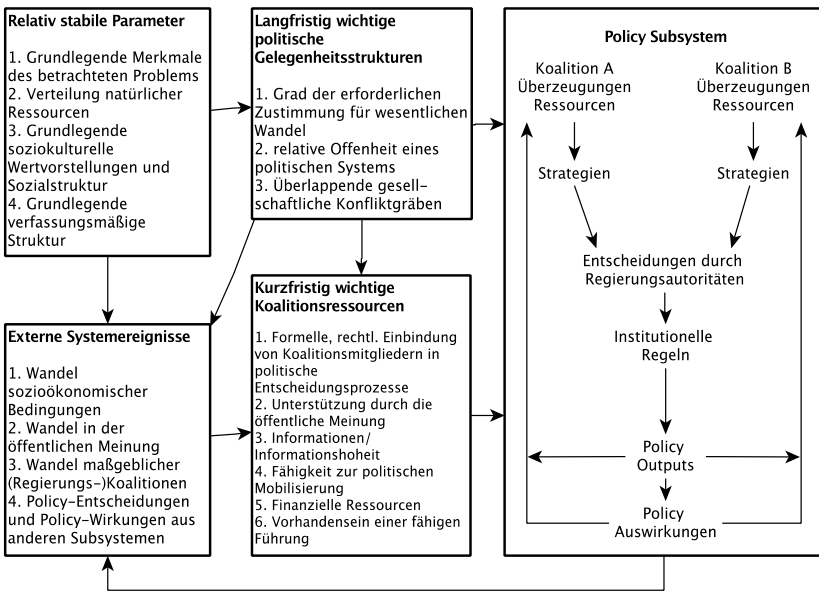 Relativ stabile Parameter
1. Grundlegende Merkmale
des betrachteten Problems
2. Verteilung natürlicher
Ressourcen
3. Grundlegende
soziokulturelle
Wertvorstellungen und
Sozialstruktur
4. Grundlegende
verfassungsmäßige
Struktur
Langfristig wichtige
politische
Gelegenheitsstrukturen
1. Grad der erforderlichen
Zustimmung für wesentlichen
Wandel
2. relative Offenheit eines
politischen Systems
3. Überlappende gesell-
schaftliche Konfliktgräben
Externe Systemereignisse
1. Wandel
sozioökonomischer
Bedingungen
2. Wandel in der
öffentlichen Meinung
3. Wandel maßgeblicher
(Regierungs-)Koalitionen
4. Policy-Entscheidungen
und Policy-Wirkungen aus
anderen Subsystemen
Kurzfristig wichtige
Koalitionsressourcen
1. Formelle, rechtl. Einbindung
von Koalitionsmitgliedern in
politische
Entscheidungsprozesse
2. Unterstützung durch die
öffentliche Meinung
3. Informationen/
Informationshoheit
4. Fähigkeit zur politischen
Mobilisierung
5. Finanzielle Ressourcen
6. Vorhandensein einer fähigen
Führung
Policy Subsystem
Koalition A
Überzeugungen
Ressourcen
Koalition B
Überzeugungen
Ressourcen
Strategien
Strategien
Entscheidungen durch
Regierungsautoritäten
Institutionelle
Regeln
Policy
Outputs
Policy
Auswirkungen